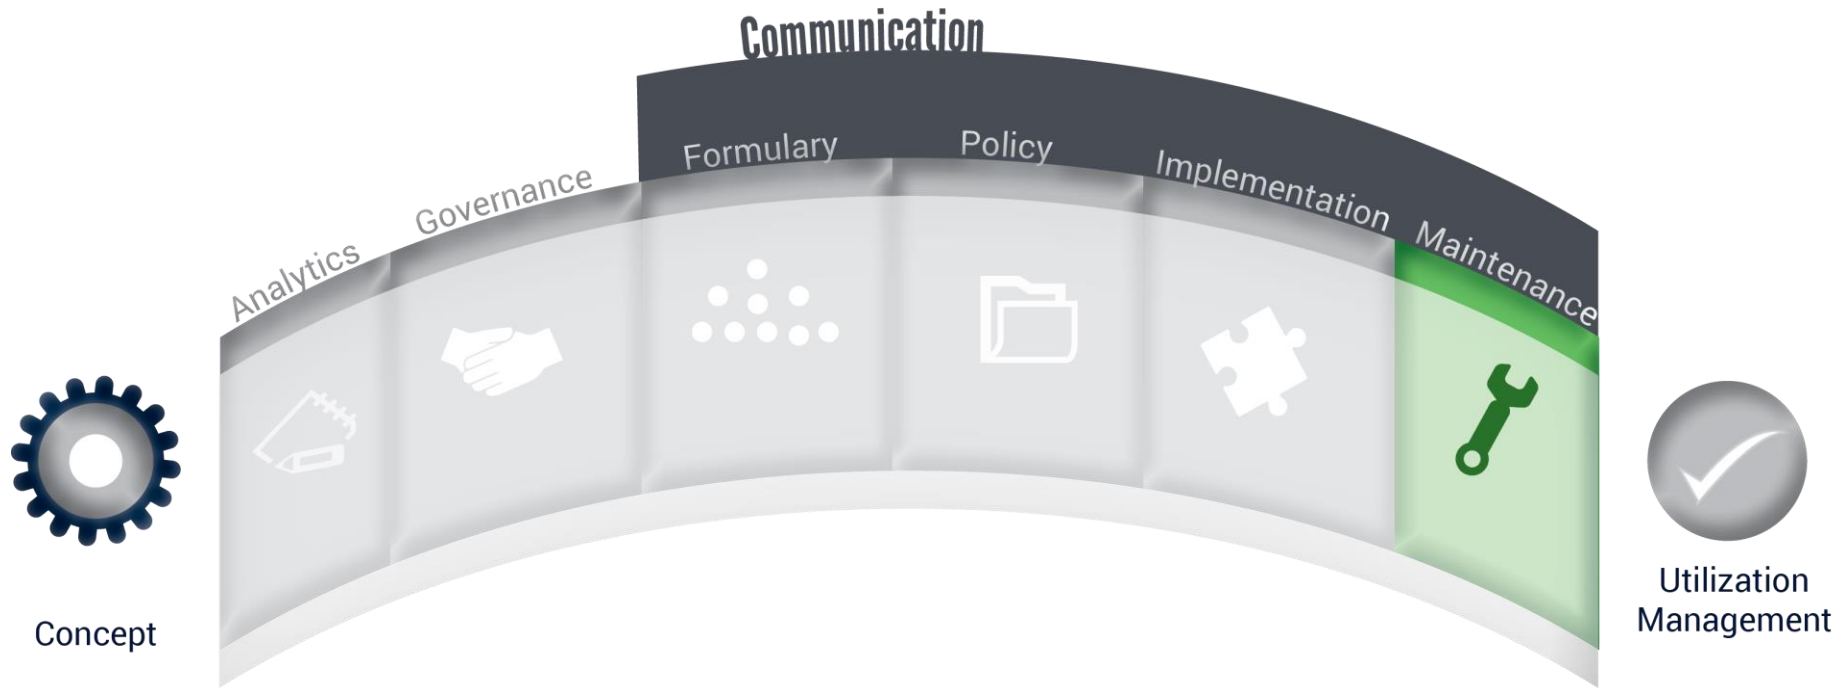 Communication
Analytics
Governance
Formulary
Policy
Implementation
Maintenance
Concept
Utilization
Management